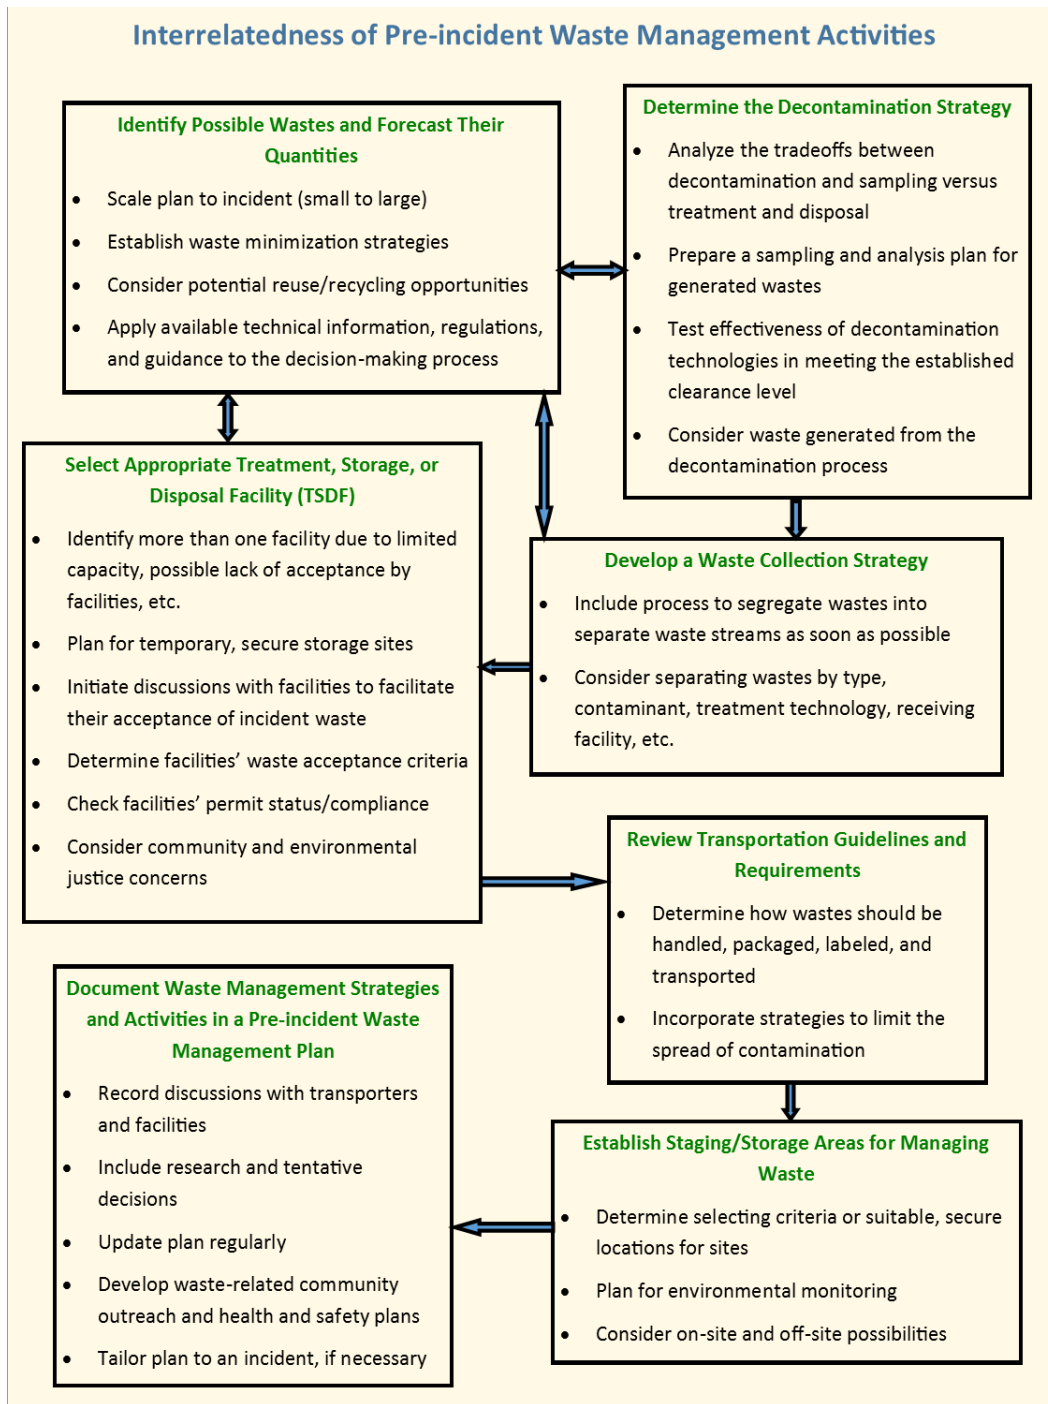 Interrelatedness of Pre-incident Waste Management Activities
Identify Possible Wastes and Forecast Their
Quantities
• Scale plan to incident (small to large)
• Establish waste minimization strategies
• Consider potential reuse/recycling opportunities
• Apply available technical information, regulations,
and guidance to the decision-making process
Determine the Decontamination Strategy
• Analyze the tradeoffs between
decontamination and sampling versus
treatment and disposal
• Prepare a sampling and analysis plan for
generated wastes
• Test effectiveness of decontamination
technologies in meeting the established
clearance level
• Consider waste generated from the
decontamination process
Select Appropriate Treatment, Storage, or
Disposal Facility (TSDF)
• Identify more than one facility due to limited
capacity, possible lack of acceptance by
facilities, etc.
• Plan for temporary, secure storage sites
• Initiate discussions with facilities to facilitate
their acceptance of incident waste
• Determine facilities’ waste acceptance criteria
• Check facilities’ permit status/compliance
• Consider community and environmental
justice concerns
Develop a Waste Collection Strategy
• Include process to segregate wastes into
separate waste streams as soon as possible
• Consider separating wastes by type,
contaminant, treatment technology, receiving
facility, etc.
Review Transportation Guidelines and
Requirements
• Determine how wastes should be
handled, packaged, labeled, and
transported
• Incorporate strategies to limit the
spread of contamination
Document Waste Management Strategies
and Activities in a Pre-incident Waste
Management Plan
• Record discussions with transporters
and facilities
• Include research and tentative
decisions
• Update plan regularly
• Develop waste-related community
outreach and health and safety plans
• Tailor plan to an incident, if necessary
Establish Staging/Storage Areas for Managing
Waste
• Determine selecting criteria or suitable, secure
locations for sites
• Plan for environmental monitoring
• Consider on-site and off-site possibilities